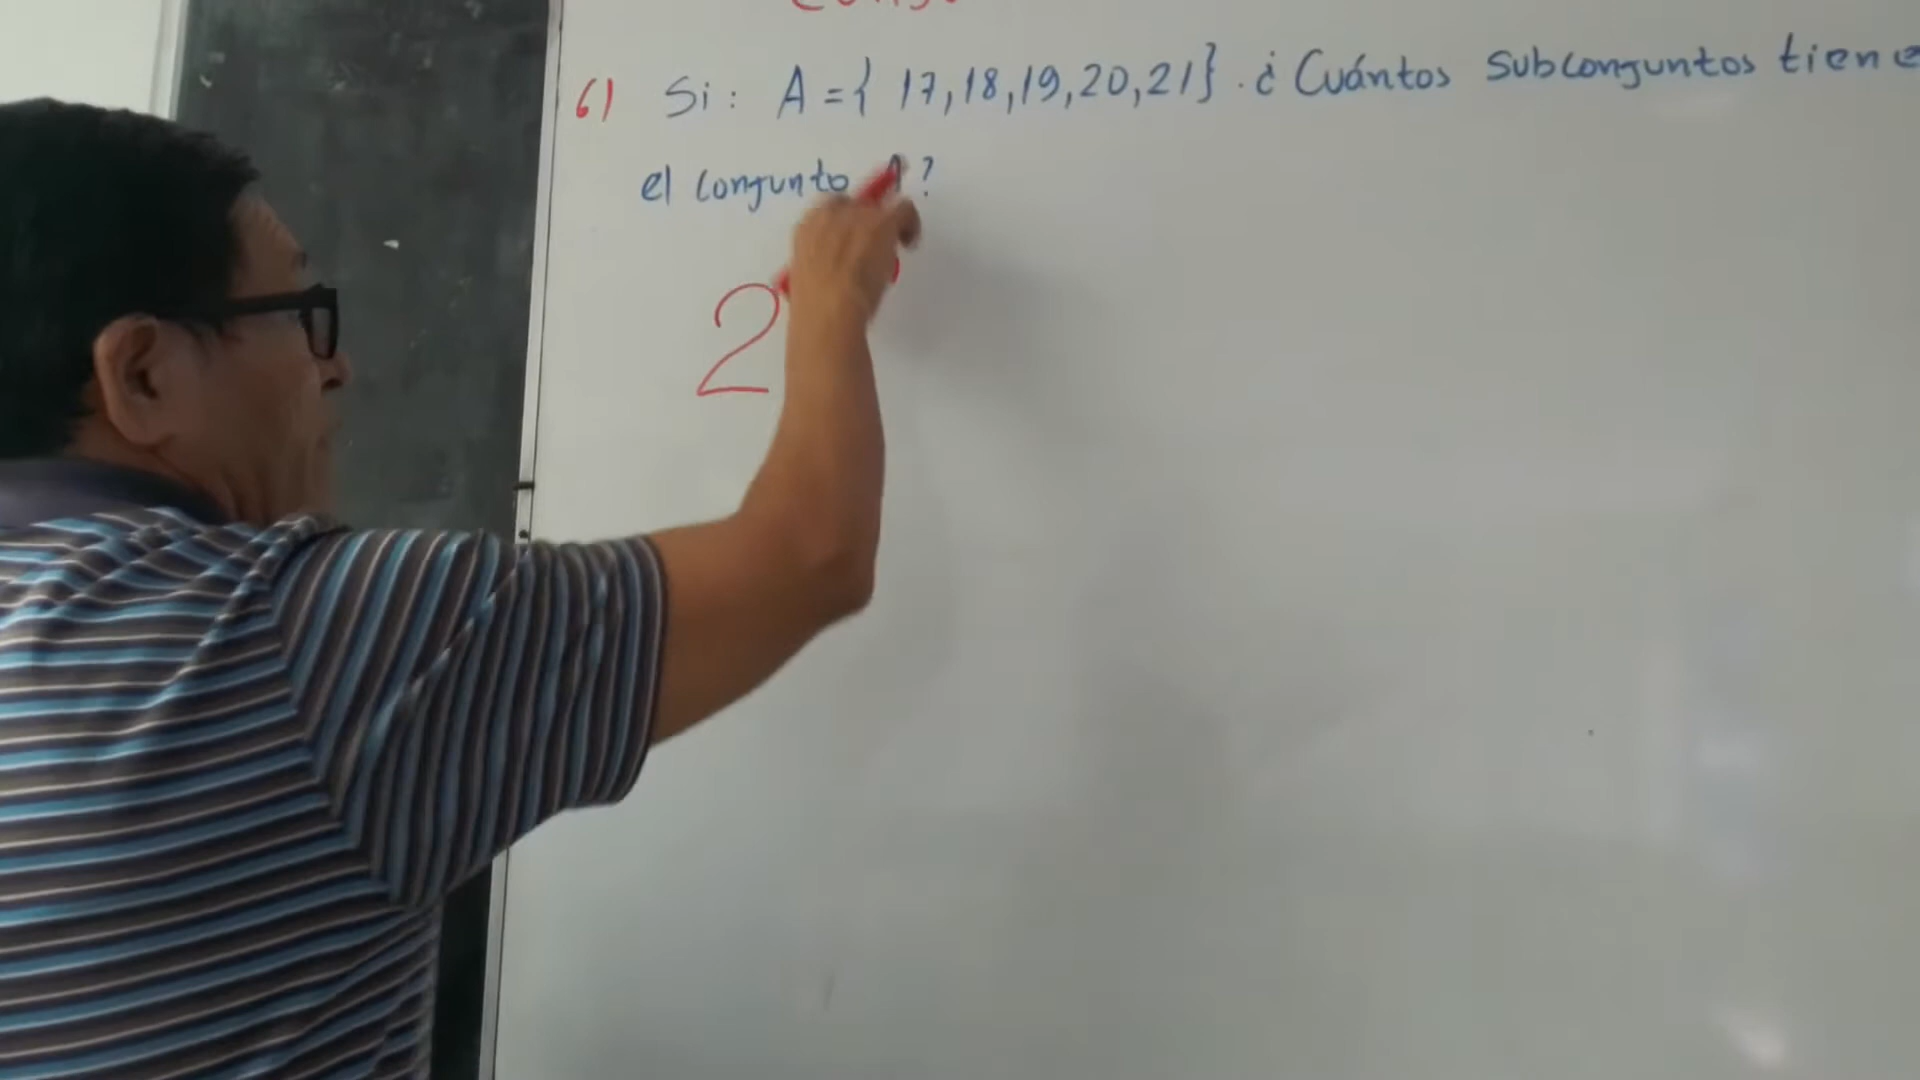 6) Si: A = { 17, 18, 19, 20, 21 } . ¿ Cuántos Subconjuntos tiene
el conjunto A?
2